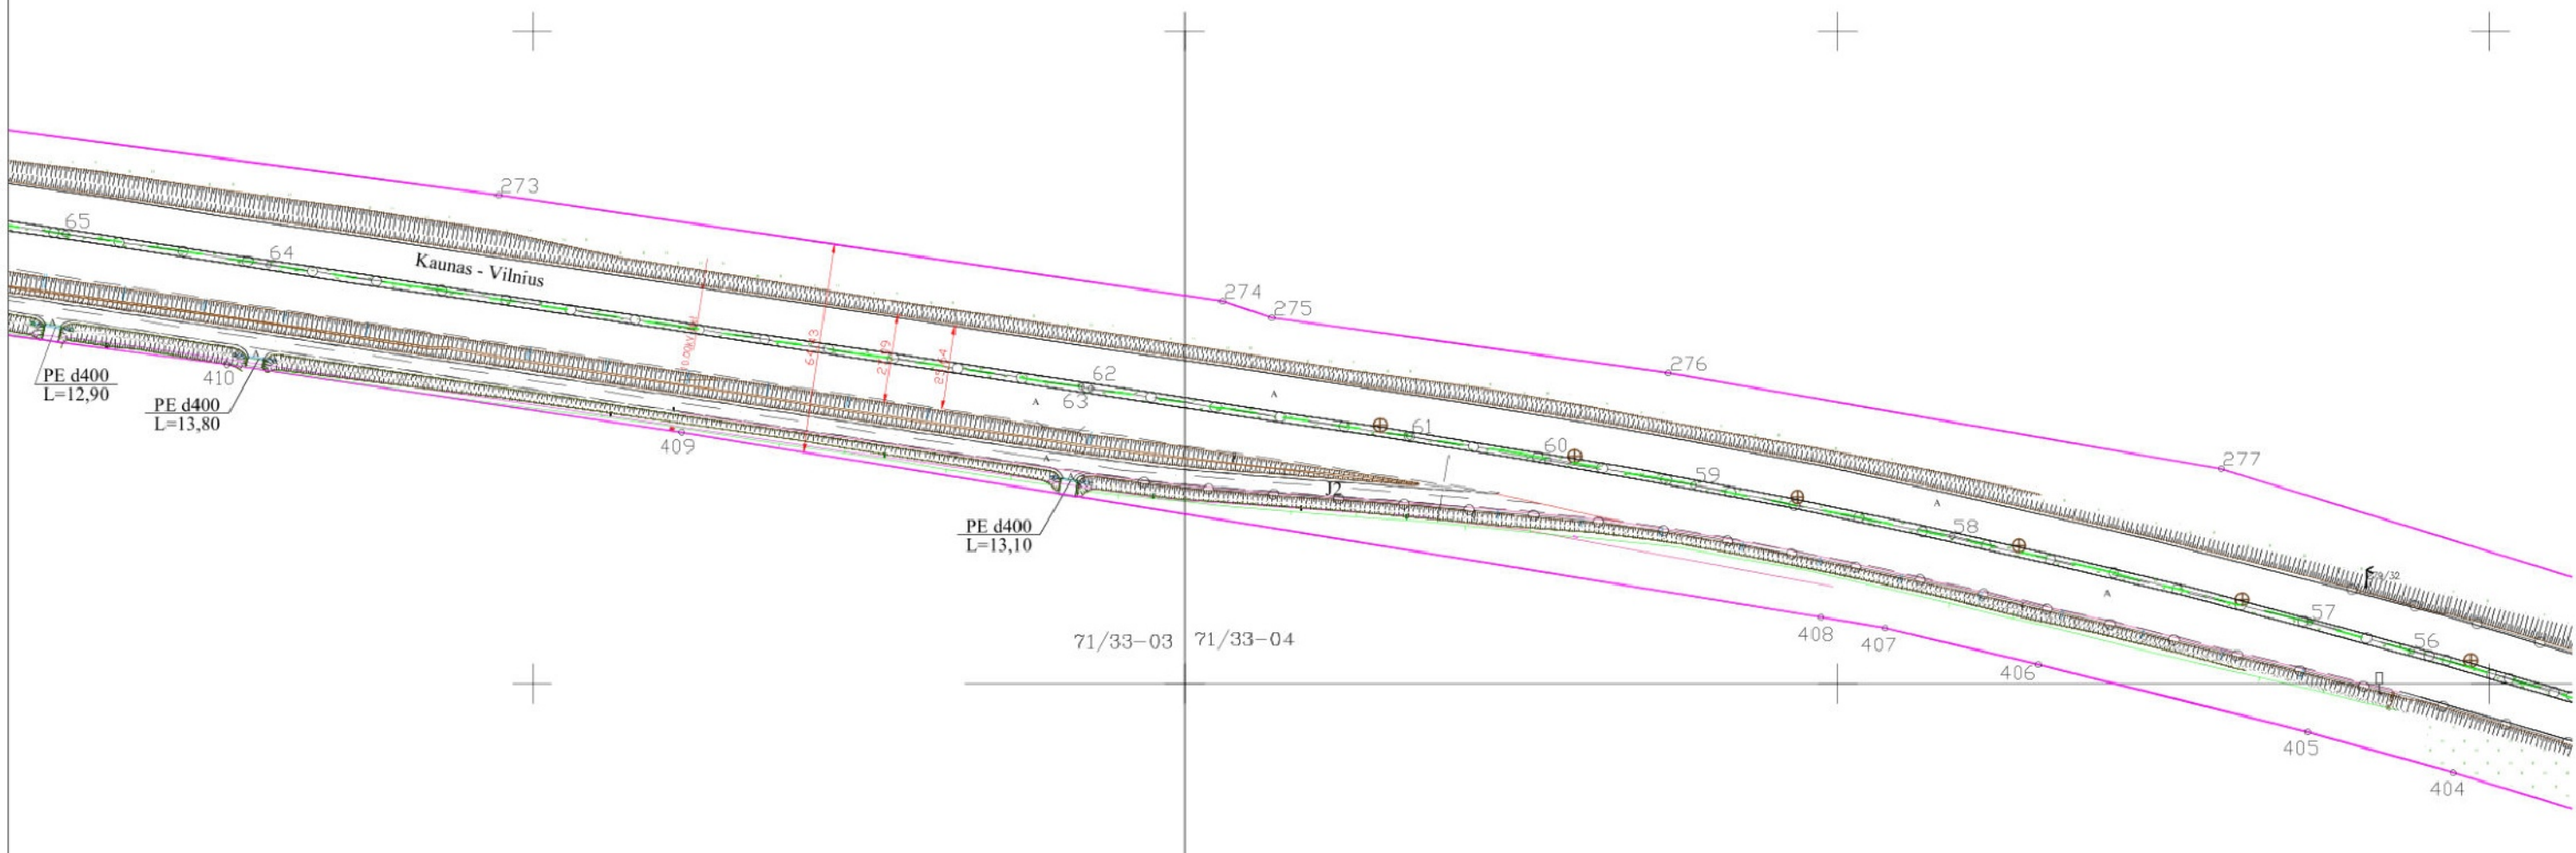 273
65
64
Kaunas - Vilnius
274
275
276
277
62
63
A
A
61
60
59
58
57
56
A
A
PE d400
L=12,90
410
PE d400
L=13,80
409
A
A
A
A
J2
PE d400
L=13,10
71/33-03
71/33-04
408
407
406
405
404